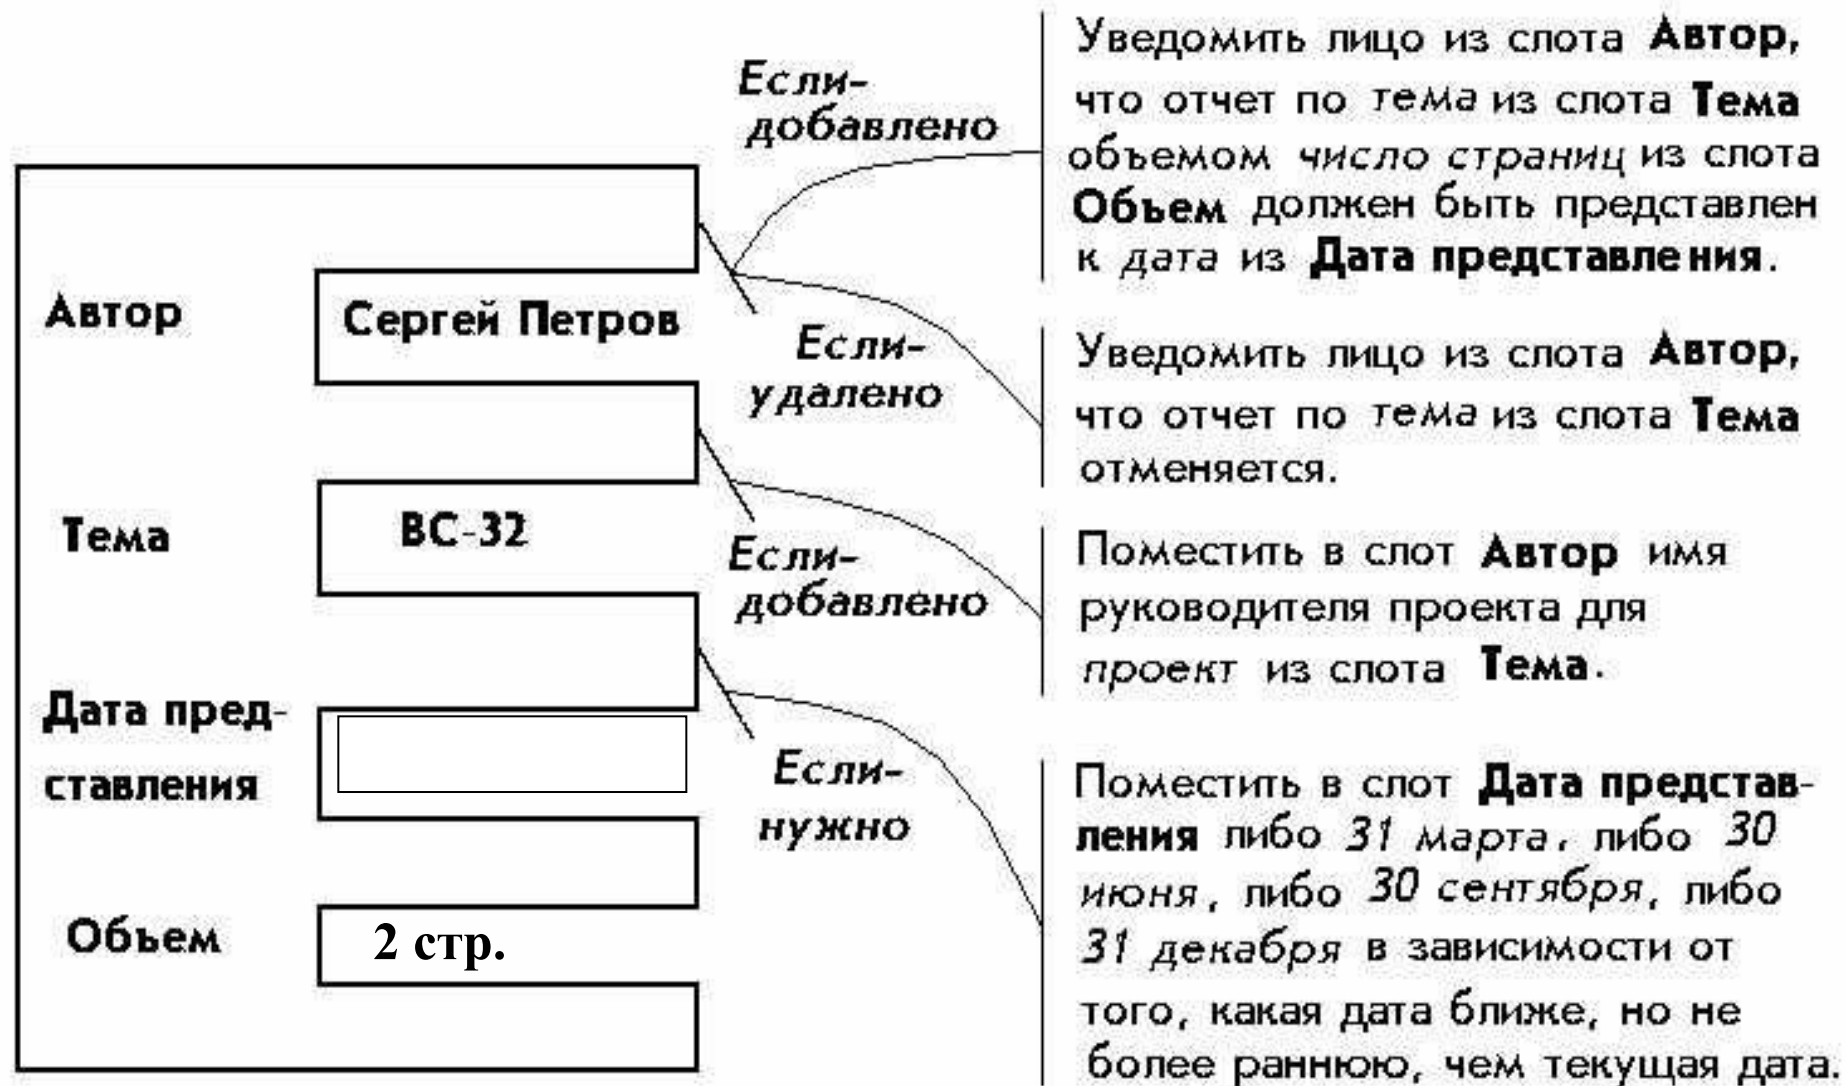 Автор
Сергей Петров
Тема
ВС-32
Дата пред-
ставления
Объем
2 стр.
Если-
добавлено
Если-
удалено
Если-
добавлено
Если-
нужно
Уведомить лицо из слота Автор,
что отчет по тема из слота Тема
объемом число страниц из слота
Объем должен быть представлен
к дата из Дата представления.
Уведомить лицо из слота Автор,
что отчет по тема из слота Тема
отменяется.
Поместить в слот Автор имя
руководителя проекта для
проект из слота Тема.
Поместить в слот Дата представ-
ления либо 31 марта, либо 30
июня, либо 30 сентября, либо
31 декабря в зависимости от
того, какая дата ближе, но не
более раннюю, чем текущая дата.